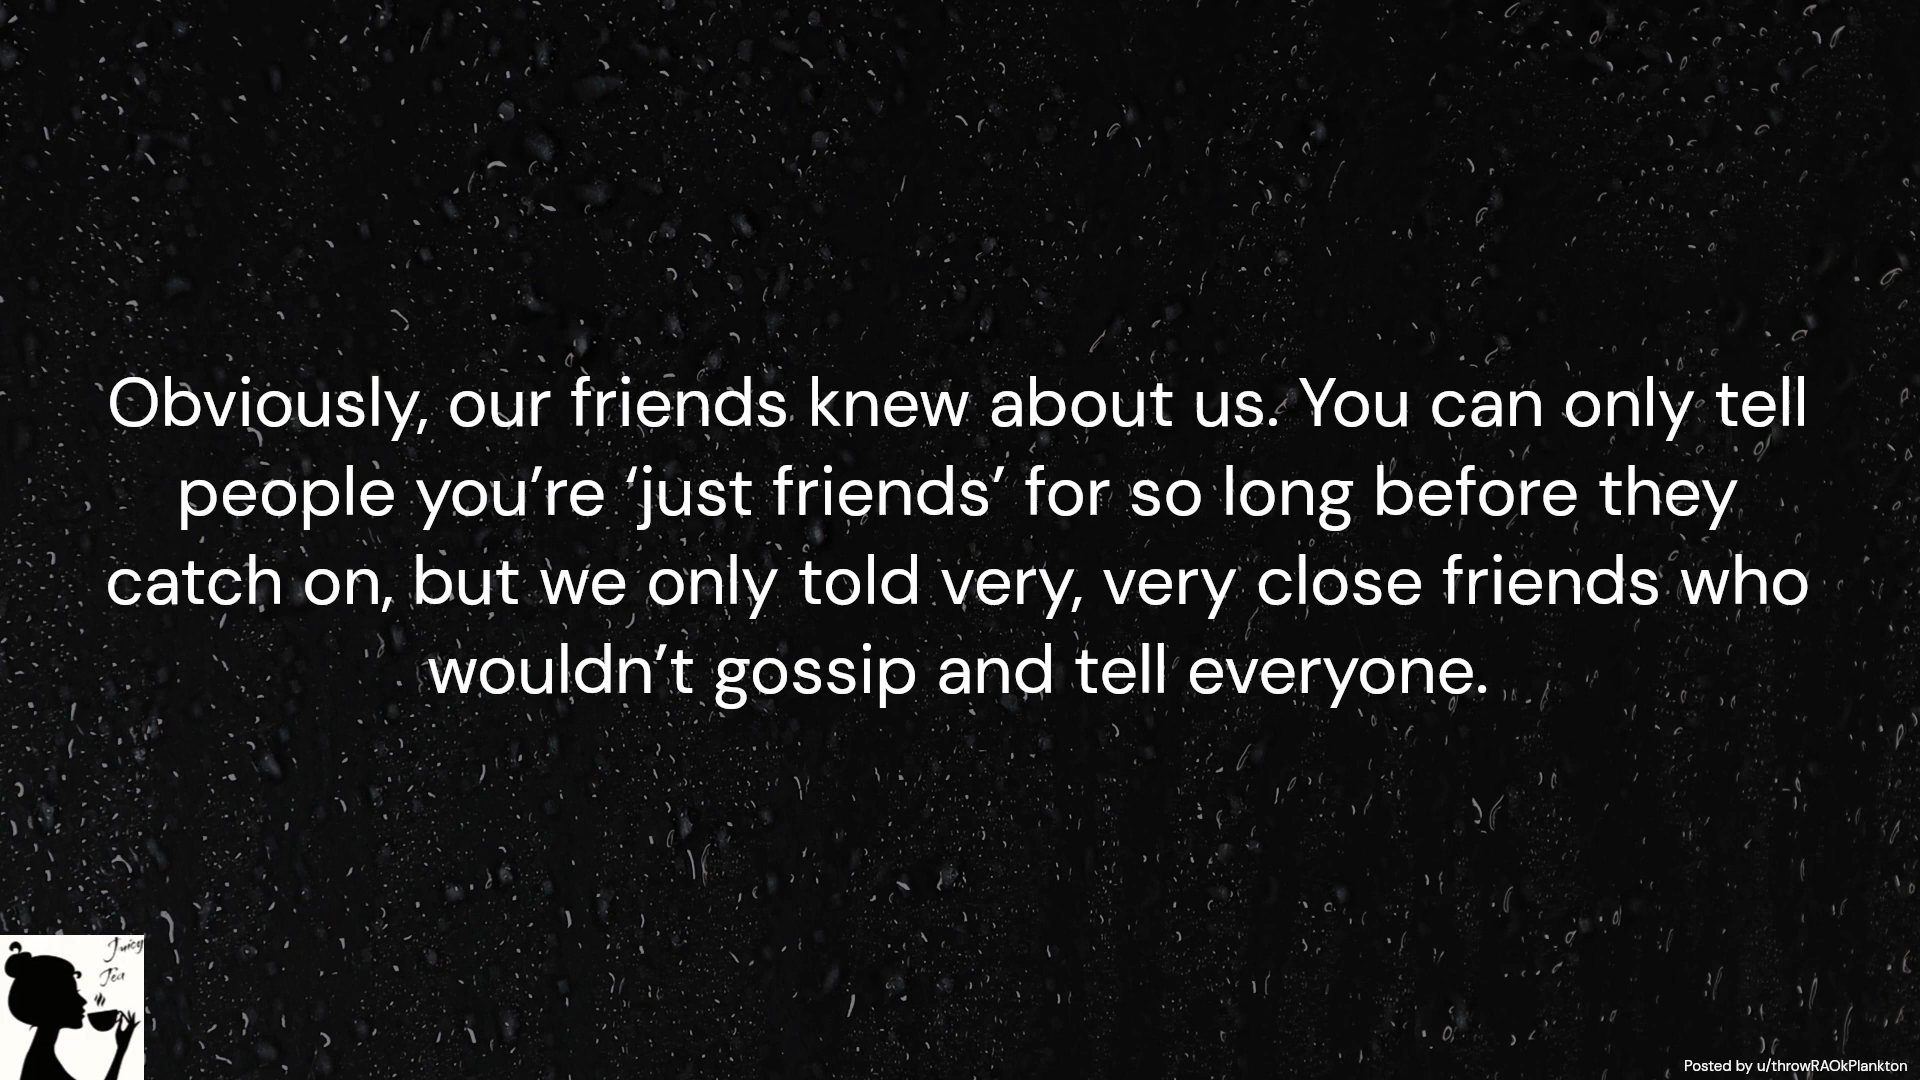 Obviously, our friends knew about us. You can only tell
people you’re ‘just friends’ for so long before they
catch on, but we only told very, very close friends who
wouldn’t gossip and tell everyone.
Juicy
Tea
Posted by u/throwRAOkPlankton